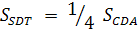 S_SDT = 1/4 S_CDA